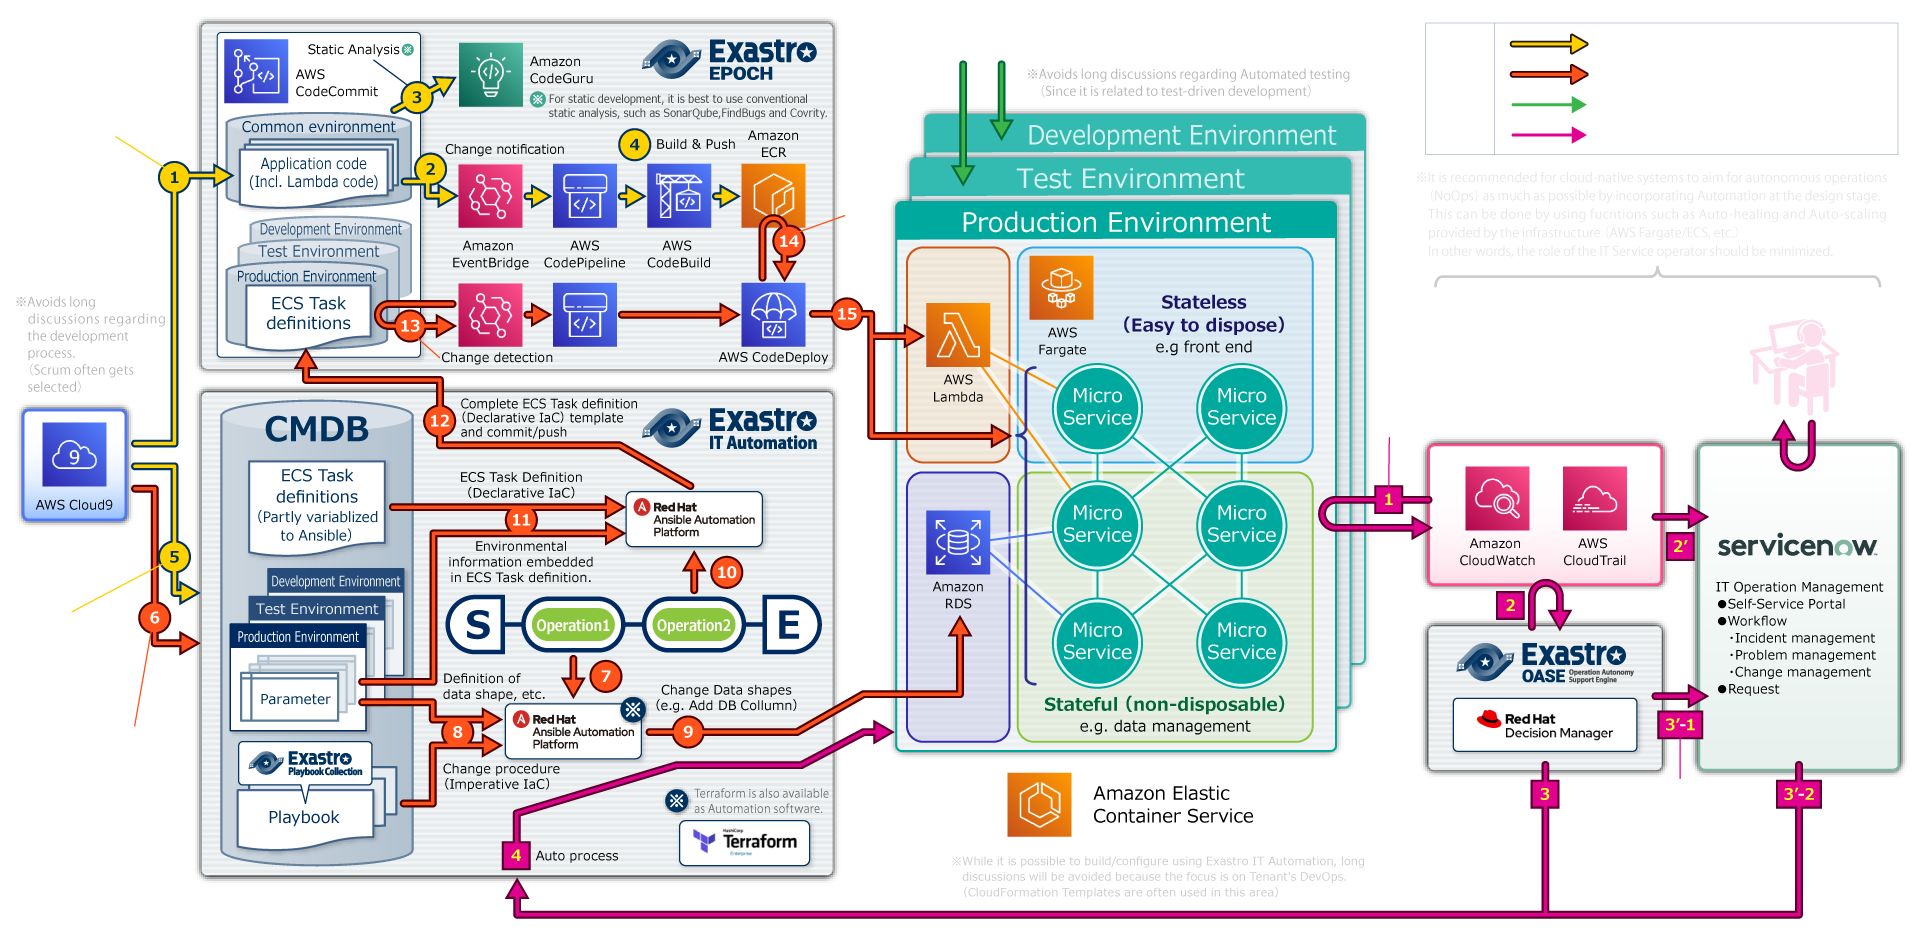 Static Analysis※
AWS
CodeCommit
Amazon
CodeGuru
Exastro
EPOCH
※ For static development, it is best to use conventional
static analysis, such as SonarQube,FindBugs and Covrity.
3
Common evnironment
Application code
(Incl. Lambda code)
1
2
Change notification
4
Build & Push
Amazon
ECR
Amazon
EventBridge
AWS
CodePipeline
AWS
CodeBuild
14
Development Environment
Test Environment
Production Environment
ECS Task
definitions
13
Change detection
AWS CodeDeploy
15
※Avoids long
discussions regarding
the development
process.
(Scrum often gets
selected)
9
AWS Cloud9
5
6
CMDB
ECS Task
definitions
(Partly variablized
to Ansible)
12
Complete ECS Task definition
(Declarative IaC) template
and commit/push
Exastro
IT Automation
ECS Task Definition
(Declarative IaC)
11
Red Hat
Ansible Automation
Platform
Environmental
information embedded
in ECS Task definition.
10
Development Environment
Test Environment
Production Environment
Parameter
S
Operation1
Operation2
E
7
Definition of
data shape, etc.
8
Red Hat
Ansible Automation
Platform
※
Change Data shapes
(e.g. Add DB Collumn)
9
Change procedure
(Imperative IaC)
Exastro
Playbook Collection
Playbook
※ Terraform is also available
as Automation software.
HashiCorp
Terraform
Enterprise
4
Auto process
※Avoids long discussions regarding Automated testing
(Since it is related to test-driven development)
Development Environment
Test Environment
Production Environment
AWS
Lambda
AWS
Fargate
Stateless
(Easy to dispose)
e.g front end
Micro
Service
Micro
Service
Micro
Service
Micro
Service
Micro
Service
Micro
Service
Amazon
RDS
Stateful (non-disposable)
e.g. data management
Amazon Elastic
Container Service
※While it is possible to build/configure using Exastro IT Automation, long
discussions will be avoided because the focus is on Tenant's DevOps.
(CloudFormation Templates are often used in this area)
※It is recommended for cloud-native systems to aim for autonomous operations
(NoOps) as much as possible by incorporating Automation at the design stage.
This can be done by using fucntions such as Auto-healing and Auto-scaling
provided by the infrastructure (AWS Fargate/ECS, etc.)
In other words, the role of the IT Service operator should be minimized.
1
Amazon
CloudWatch
AWS
CloudTrail
2'
2
Exastro
OASE
Operation Autonomy
Support Engine
Red Hat
Decision Manager
3'-1
3
3'-2
servicenow
IT Operation Management
●Self-Service Portal
●Workflow
・Incident management
・Problem management
・Change management
●Request